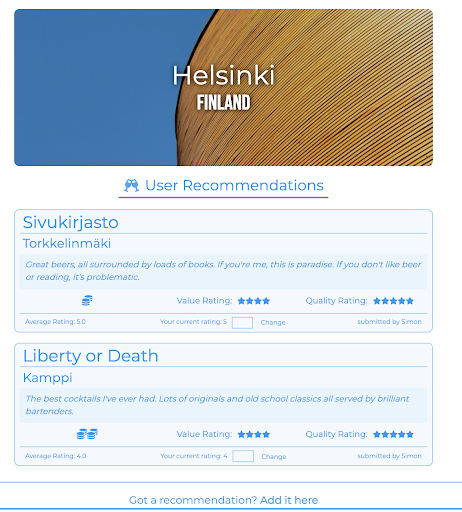 Helsinki
FINLAND
User Recommendations
Sivukirjasto
Torkkelinmäki
Great beers, all surrounded by loads of books. If you're me, this is paradise. If you don't like beer
or reading, it's problematic.
Value Rating: Quality Rating:
Average Rating: 5.0 Your current rating: 5 Change submitted by Simon
Liberty or Death
Kamppi
The best cocktails I've ever had. Lots of originals and old school classics all served by brilliant
bartenders.
Value Rating: Quality Rating:
Average Rating: 4.0 Your current rating: 4 Change submitted by Simon
Got a recommendation? Add it here